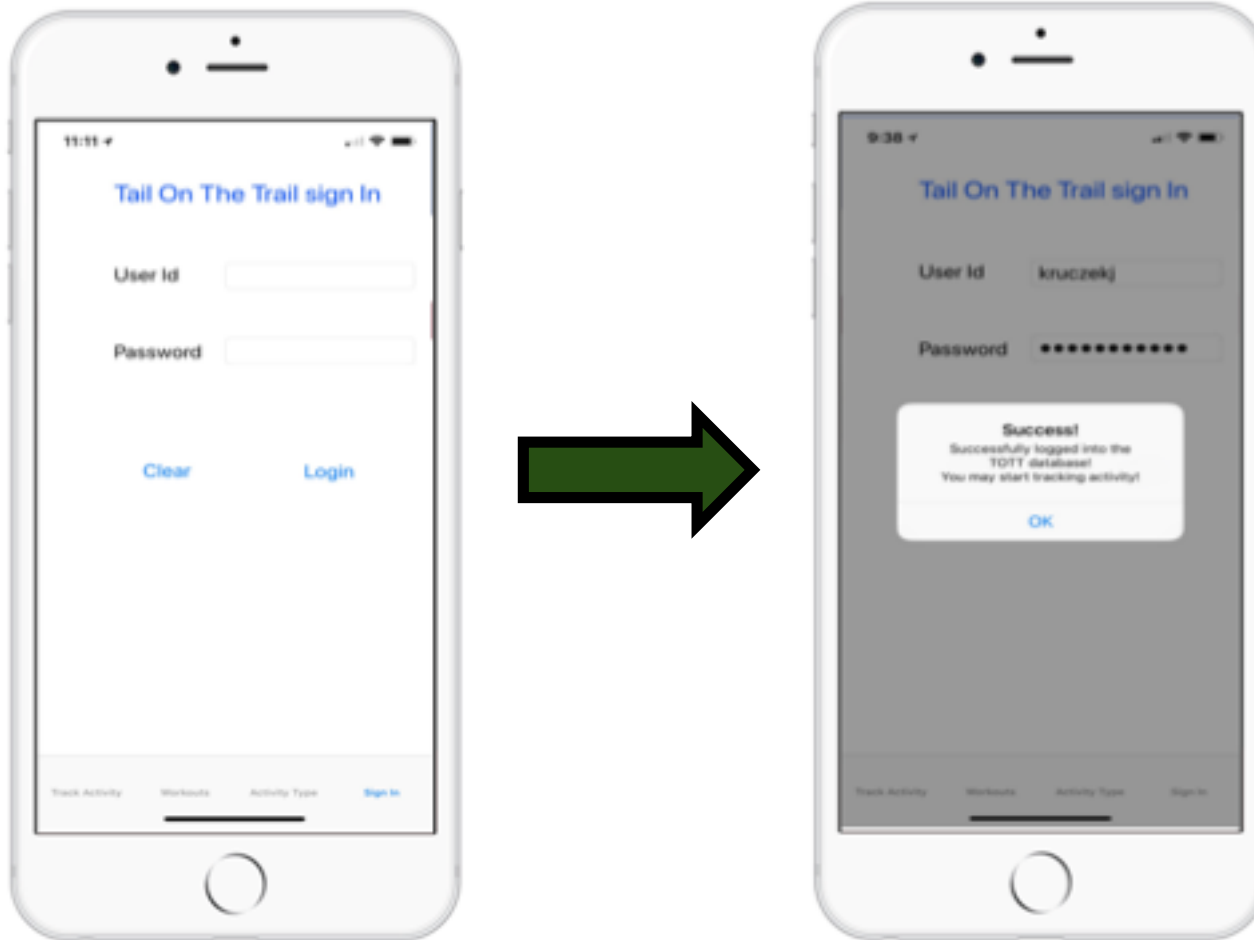 11:11
Tail On The Trail sign In
User Id
Password
Clear Login
Track Activity Workouts Activity Type Sign In
9:38
Tail On The Trail sign In
User Id kruczekj
Password •••••••••••
Success!
Successfully logged into the
TOTT database!
You may start tracking activity!
OK
Track Activity Workouts Activity Type Sign In